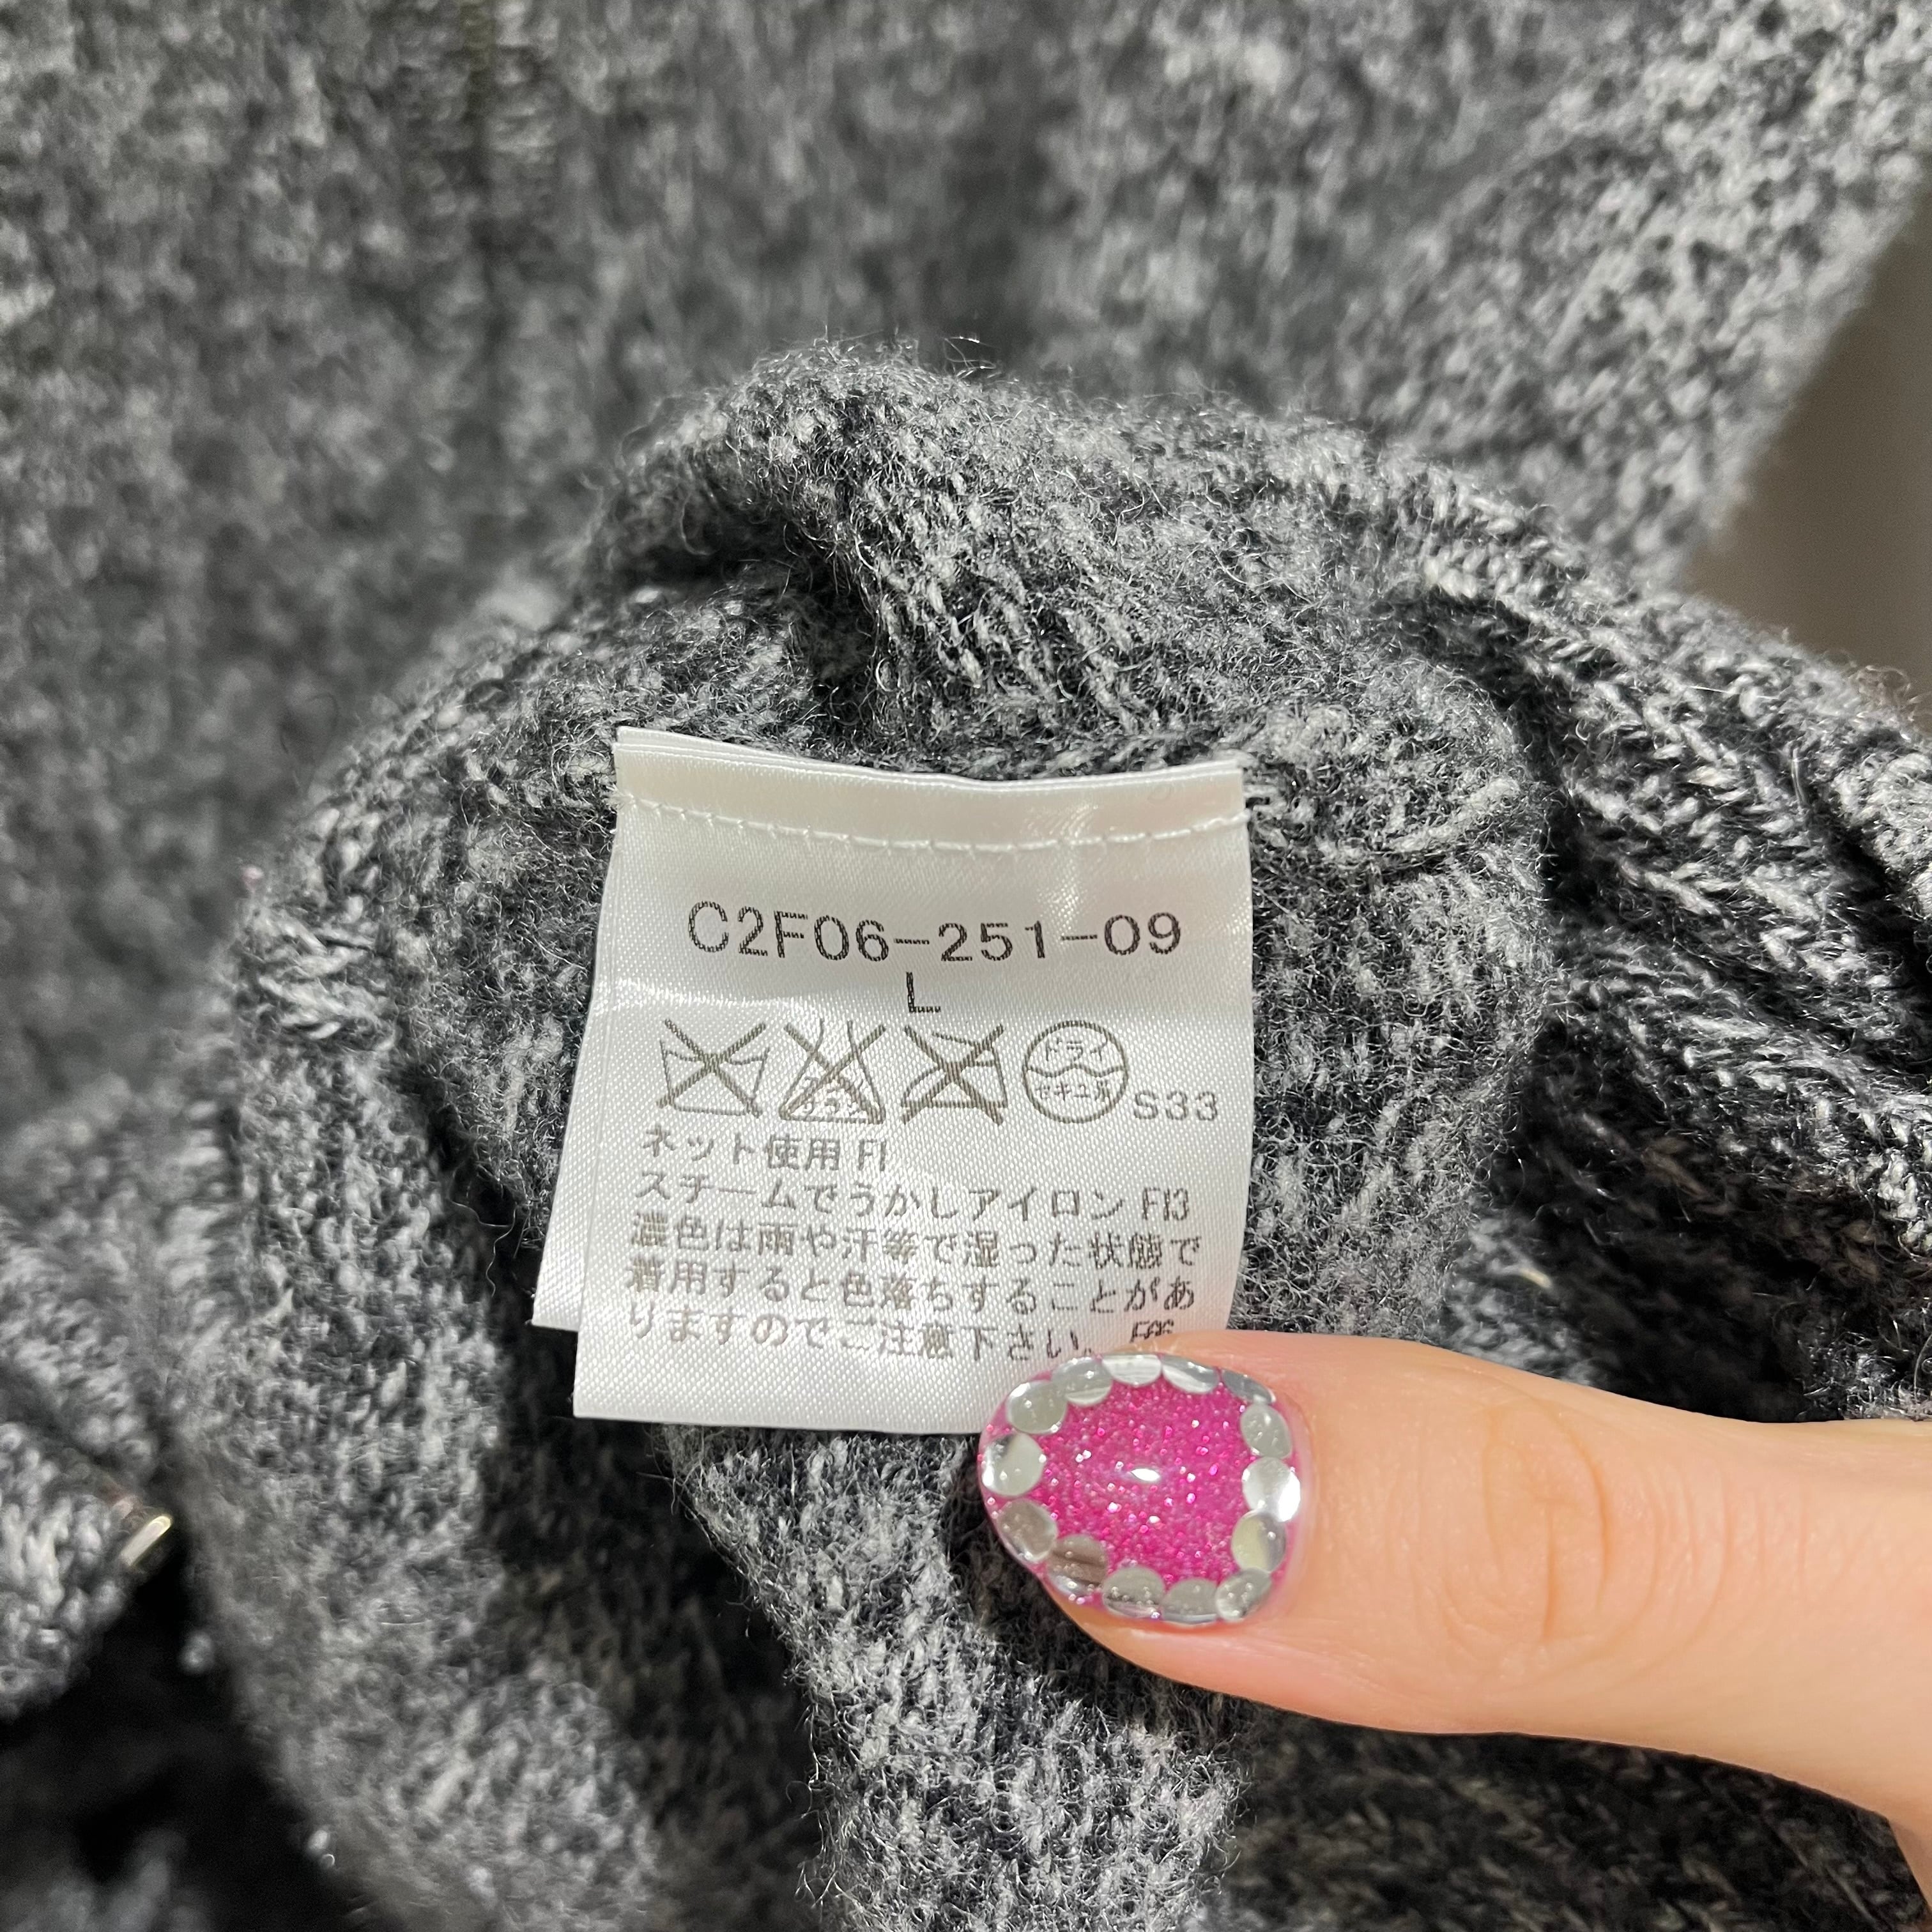 C2F06-251-09
L
ドライ
セキユ系
S33
ネット使用 F1
スチームでうかしアイロン F13
濃色は雨や汗等で湿った状態で
着用すると色落ちすることがあ
りますのでご注意下さい。